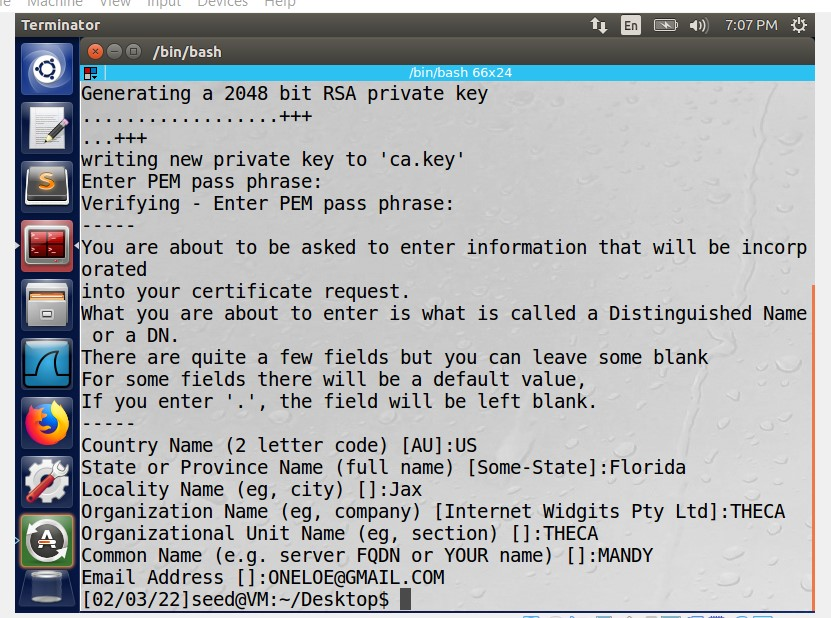 Machine View Input Devices Help
Terminator En 7:07 PM
/bin/bash
/bin/bash 66x24
Generating a 2048 bit RSA private key
..................+++
...+++
writing new private key to 'ca.key'
Enter PEM pass phrase:
Verifying - Enter PEM pass phrase:
-----
You are about to be asked to enter information that will be incorp
orated
into your certificate request.
What you are about to enter is what is called a Distinguished Name
 or a DN.
There are quite a few fields but you can leave some blank
For some fields there will be a default value,
If you enter '.', the field will be left blank.
-----
Country Name (2 letter code) [AU]:US
State or Province Name (full name) [Some-State]:Florida
Locality Name (eg, city) []:Jax
Organization Name (eg, company) [Internet Widgits Pty Ltd]:THECA
Organizational Unit Name (eg, section) []:THECA
Common Name (e.g. server FQDN or YOUR name) []:MANDY
Email Address []:ONELOE@GMAIL.COM
[02/03/22]seed@VM:~/Desktop$